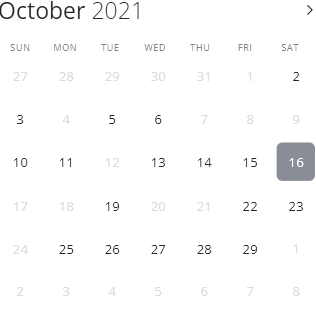 October 2021 >
SUN MON TUE WED THU FRI SAT
27 28 29 30 31 1 2
3 4 5 6 7 8 9
10 11 12 13 14 15 16
17 18 19 20 21 22 23
24 25 26 27 28 29 1
2 3 4 5 6 7 8